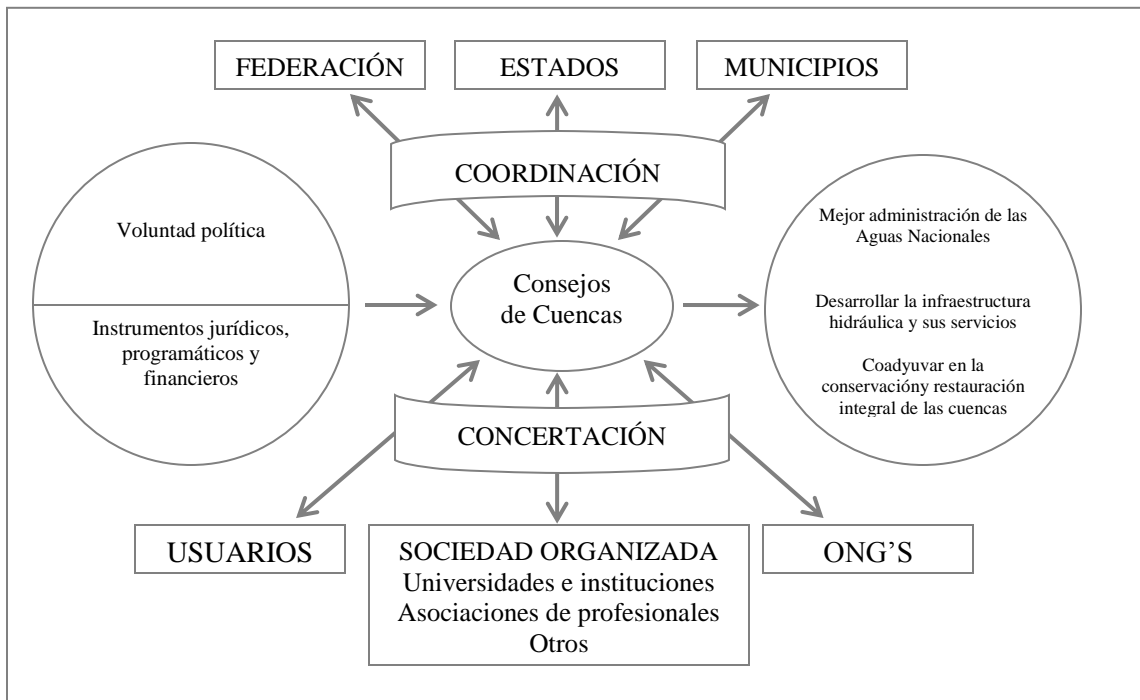 FEDERACIÓN
ESTADOS
MUNICIPIOS
COORDINACIÓN
Voluntad política
Instrumentos jurídicos,
programáticos y
financieros
Consejos
de Cuencas
Mejor administración de las
Aguas Nacionales
Desarrollar la infraestructura
hidráulica y sus servicios
Coadyuvar en la
conservacióny restauración
integral de las cuencas
CONCERTACIÓN
USUARIOS
SOCIEDAD ORGANIZADA
Universidades e instituciones
Asociaciones de profesionales
Otros
ONG’S